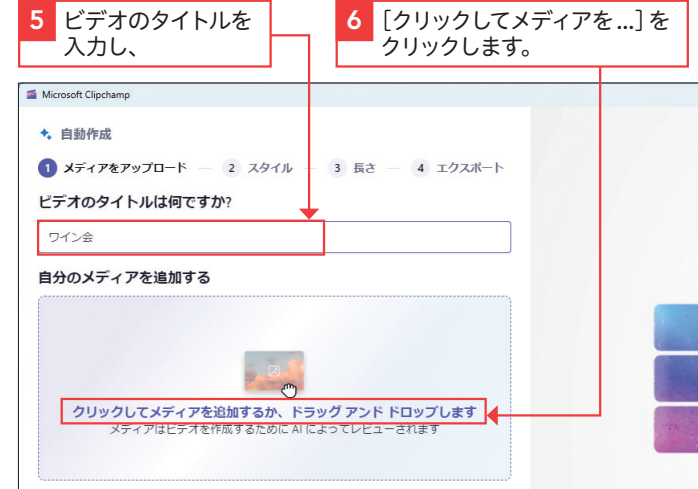 5 ビデオのタイトルを
入力し、
6 [クリックしてメディアを...]を
クリックします。
Microsoft Clipchamp
自動作成
1 メディアをアップロード — 2 スタイル — 3 長さ — 4 エクスポート
ビデオのタイトルは何ですか?
ワイン会
自分のメディアを追加する
クリックしてメディアを追加するか、ドラッグ アンド ドロップします
メディアはビデオを作成するために AI によってレビューされます